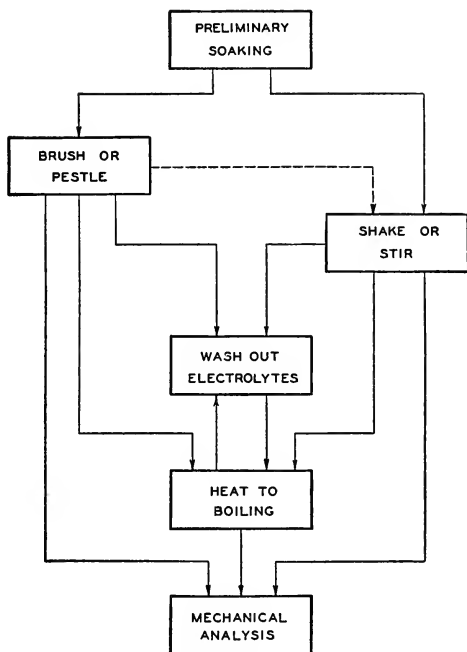 PRELIMINARY
SOAKING
BRUSH OR
PESTLE
SHAKE OR
STIR
WASH OUT
ELECTROLYTES
HEAT TO
BOILING
MECHANICAL
ANALYSIS